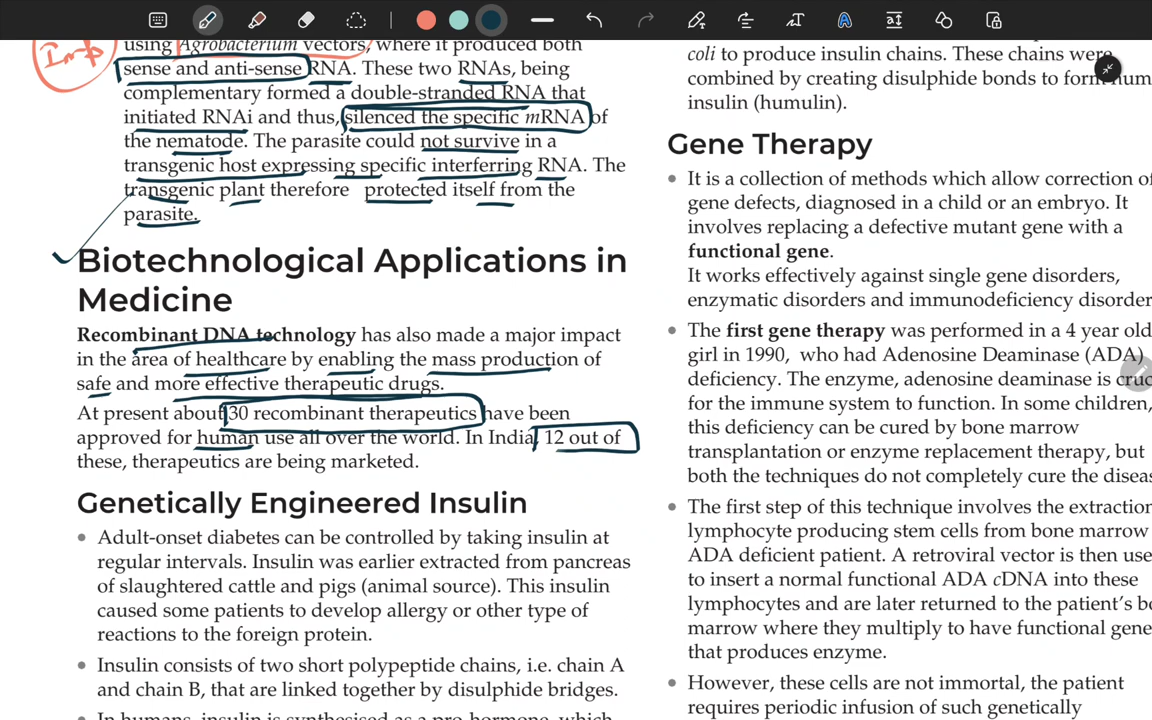 Imp
using Agrobacterium vectors, where it produced both
sense and anti-sense RNA. These two RNAs, being
complementary formed a double-stranded RNA that
initiated RNAi and thus, silenced the specific mRNA of
the nematode. The parasite could not survive in a
transgenic host expressing specific interferring RNA. The
transgenic plant therefore protected itself from the
parasite.
Biotechnological Applications in
Medicine
Recombinant DNA technology has also made a major impact
in the area of healthcare by enabling the mass production of
safe and more effective therapeutic drugs.
At present about 30 recombinant therapeutics have been
approved for human use all over the world. In India, 12 out of
these, therapeutics are being marketed.
Genetically Engineered Insulin
• Adult-onset diabetes can be controlled by taking insulin at
regular intervals. Insulin was earlier extracted from pancreas
of slaughtered cattle and pigs (animal source). This insulin
caused some patients to develop allergy or other type of
reactions to the foreign protein.
• Insulin consists of two short polypeptide chains, i.e. chain A
and chain B, that are linked together by disulphide bridges.
• In humans, insulin is synthesised as a pro-hormone, which
coli to produce insulin chains. These chains were
combined by creating disulphide bonds to form hum
insulin (humulin).
Gene Therapy
• It is a collection of methods which allow correction of
gene defects, diagnosed in a child or an embryo. It
involves replacing a defective mutant gene with a
functional gene.
It works effectively against single gene disorders,
enzymatic disorders and immunodeficiency disorder
• The first gene therapy was performed in a 4 year old
girl in 1990, who had Adenosine Deaminase (ADA)
deficiency. The enzyme, adenosine deaminase is cruc
for the immune system to function. In some children,
this deficiency can be cured by bone marrow
transplantation or enzyme replacement therapy, but
both the techniques do not completely cure the diseas
• The first step of this technique involves the extraction
lymphocyte producing stem cells from bone marrow
ADA deficient patient. A retroviral vector is then use
to insert a normal functional ADA cDNA into these
lymphocytes and are later returned to the patient's bo
marrow where they multiply to have functional gene
that produces enzyme.
• However, these cells are not immortal, the patient
requires periodic infusion of such genetically